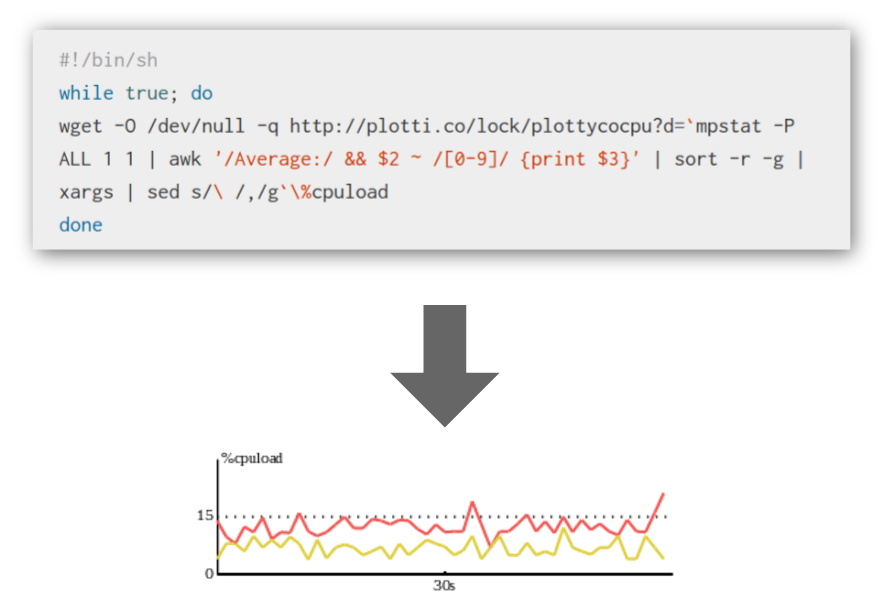 #!/bin/sh
while true; do
wget -O /dev/null -q http://plotti.co/lock/plottycocpu?d=`mpstat -P
ALL 1 1 | awk '/Average:/ && $2 ~ /[0-9]/ {print $3}' | sort -r -g |
xargs | sed s/\ /,/g`\%cpuload
done
%cpuload
15
0
30s